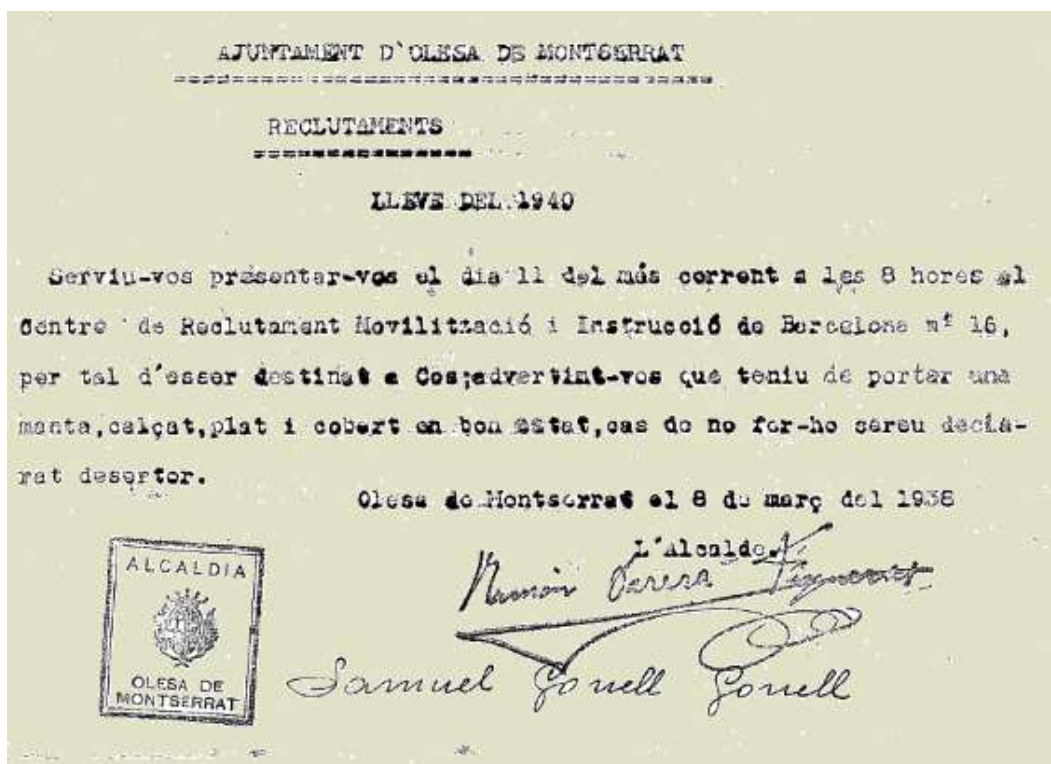 AJUNTAMENT D`OLESA DE MONTSERRAT
RECLUTAMENTS
LLEVE DEL 1940
Serviu-vos presentar-vos el dia 11 del més corrent a les 8 hores al
Centre de Reclutament Movilització i Instrucció de Barcelona nº 16,
per tal d'esser destinat a Cos;advertint-vos que teniu de portar una
manta,calçat,plat i cobert en bon estat,cas de no fer-ho sereu decla-
rat desertor.
Olesa de Montserrat el 8 de març del 1938
L'Alcalde.
Ramón
ALCALDIA
OLESA DE
MONTSERRAT
Samuel Gonell Gonell